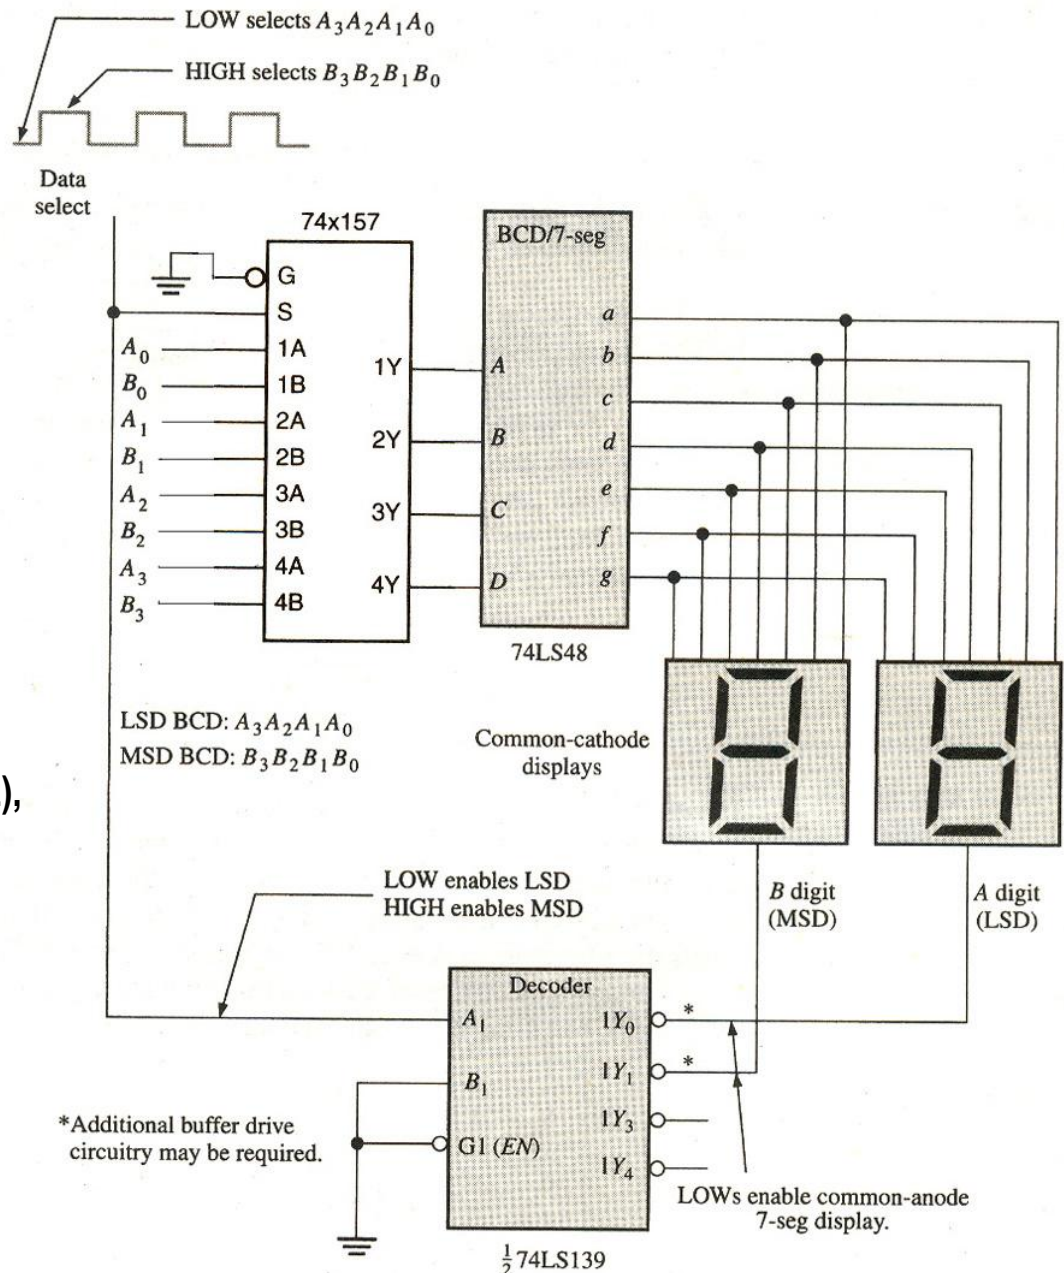 LOW selects A₃A₂A₁A₀
HIGH selects B₃B₂B₁B₀
Data
select
74x157
G
S
1A
1B
2A
2B
3A
3B
4A
4B
A₀
B₀
A₁
B₁
A₂
B₂
A₃
B₃
1Y
2Y
3Y
4Y
BCD/7-seg
A
B
C
D
a
b
c
d
e
f
g
74LS48
LSD BCD: A₃A₂A₁A₀
MSD BCD: B₃B₂B₁B₀
Common-cathode
displays
),
LOW enables LSD
HIGH enables MSD
B digit
(MSD)
A digit
(LSD)
Decoder
A₁
B₁
G1 (EN)
1Y₀
1Y₁
1Y₃
1Y₄
*
*
*Additional buffer drive
circuitry may be required.
LOWs enable common-anode
7-seg display.
½ 74LS139